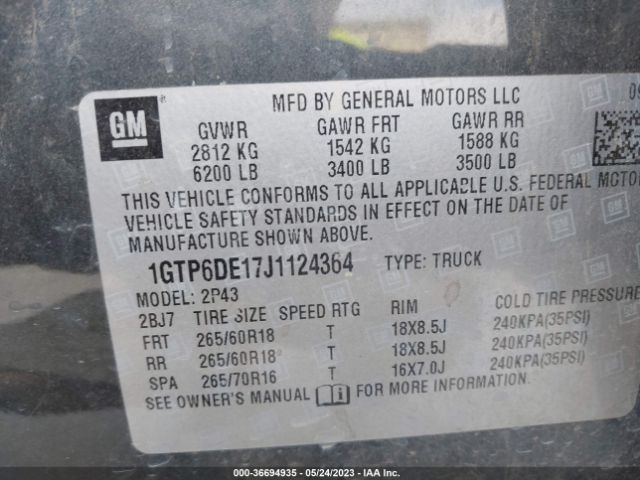 MFD BY GENERAL MOTORS LLC
GM
GVWR GAWR FRT GAWR RR
2812 KG 1542 KG 1588 KG
6200 LB 3400 LB 3500 LB
THIS VEHICLE CONFORMS TO ALL APPLICABLE U.S. FEDERAL MOTOR
VEHICLE SAFETY STANDARDS IN EFFECT ON THE DATE OF
MANUFACTURE SHOWN ABOVE.
1GTP6DE17J1124364 TYPE: TRUCK
MODEL: 2P43
2BJ7 TIRE SIZE SPEED RTG RIM COLD TIRE PRESSURE
FRT 265/60R18 T 18X8.5J 240KPA(35PSI)
RR 265/60R18 T 18X8.5J 240KPA(35PSI)
SPA 265/70R16 T 16X7.0J 240KPA(35PSI)
SEE OWNER'S MANUAL FOR MORE INFORMATION.
000-36694935 - 05/24/2023 - IAA Inc.